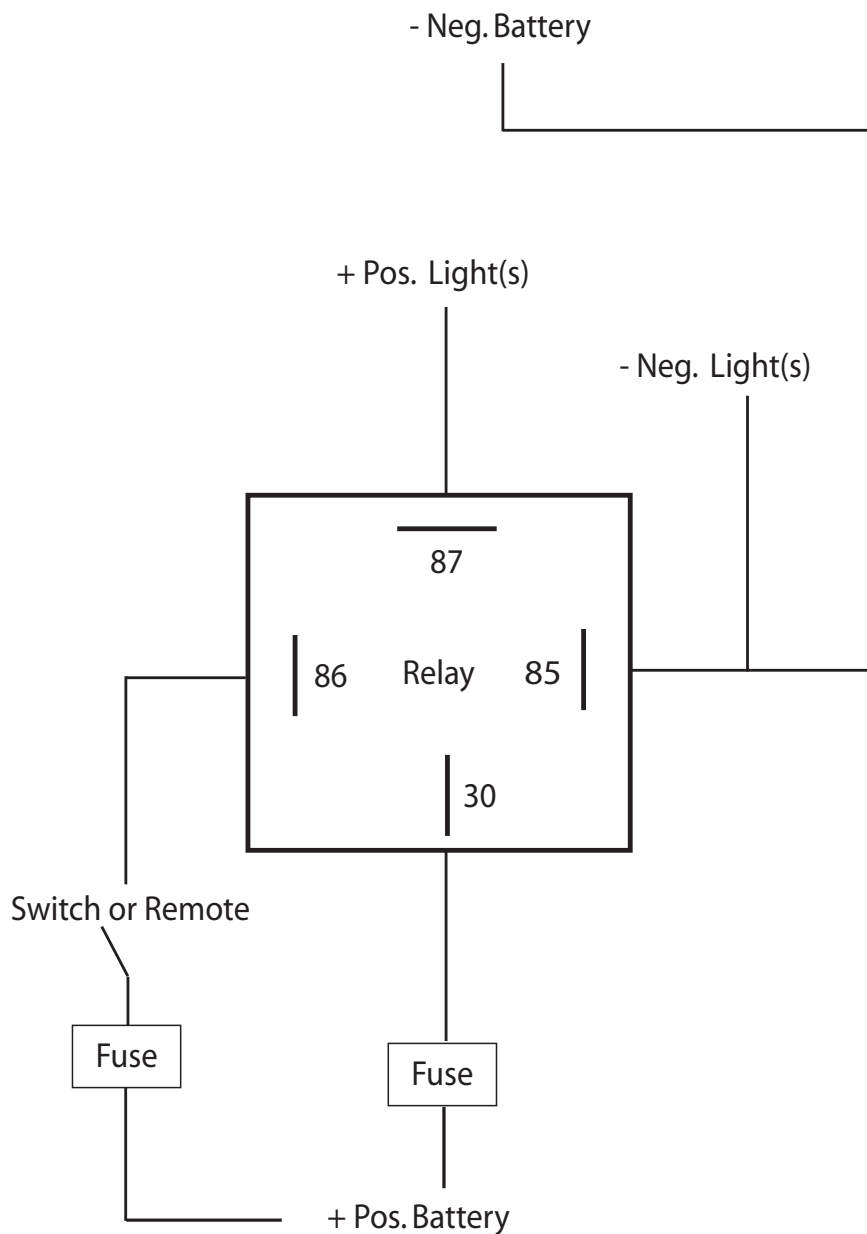 - Neg. Battery
+ Pos. Light(s)
- Neg. Light(s)
87
86 Relay 85
30
Switch or Remote
Fuse
Fuse
+ Pos. Battery